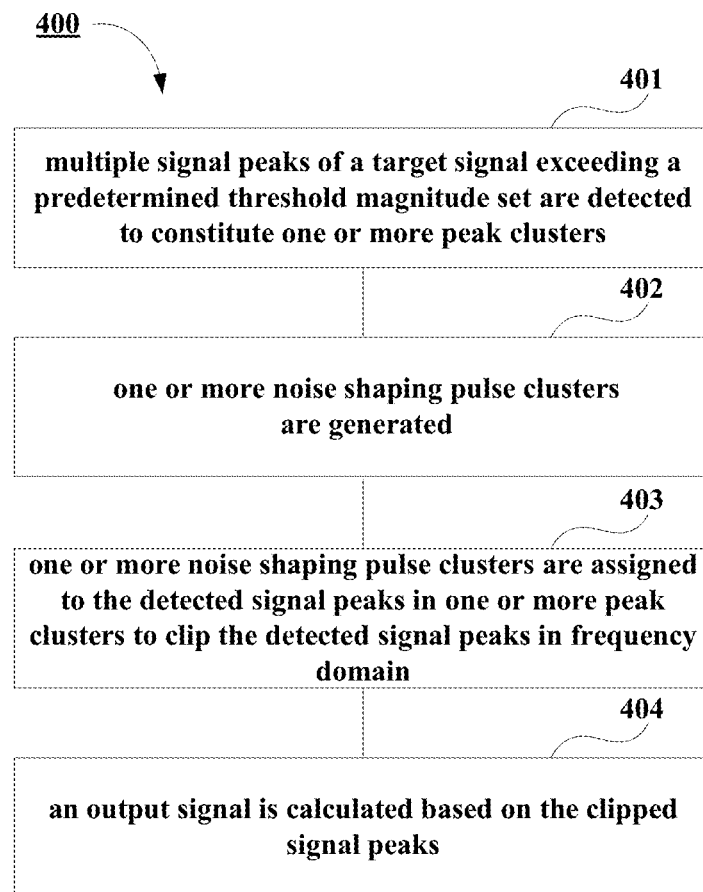 400
401
multiple signal peaks of a target signal exceeding a
predetermined threshold magnitude set are detected
to constitute one or more peak clusters
402
one or more noise shaping pulse clusters
are generated
403
one or more noise shaping pulse clusters are assigned
to the detected signal peaks in one or more peak
clusters to clip the detected signal peaks in frequency
domain
404
an output signal is calculated based on the clipped
signal peaks